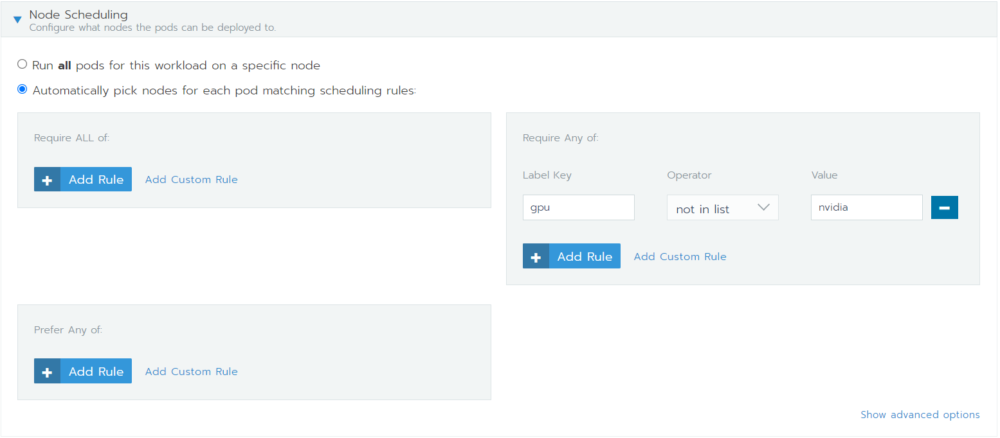 Node Scheduling
Configure what nodes the pods can be deployed to.
Run all pods for this workload on a specific node
Automatically pick nodes for each pod matching scheduling rules:
Require ALL of:
Add Rule Add Custom Rule
Require Any of:
Label Key Operator Value
gpu not in list nvidia
Add Rule Add Custom Rule
Prefer Any of:
Add Rule Add Custom Rule
Show advanced options